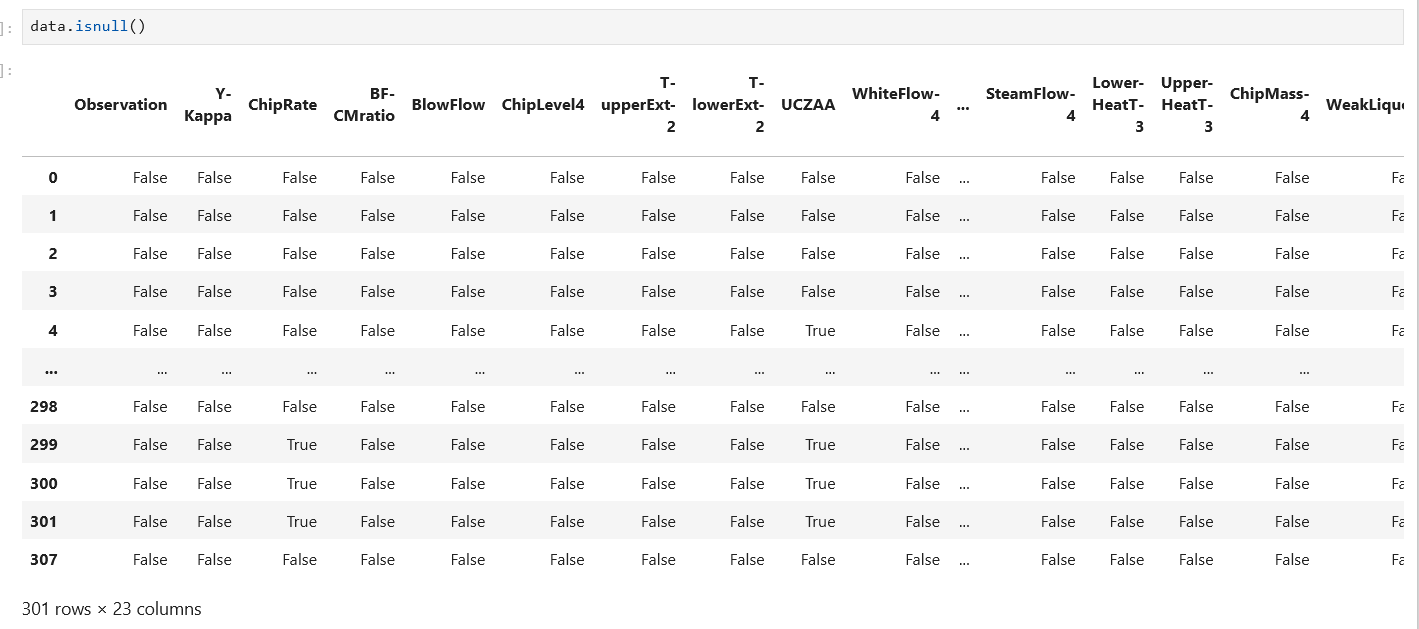 ]:
data.isnull()
]:
Observation Y-Kappa ChipRate BF-CMratio BlowFlow ChipLevel4 T-upperExt-2 T-lowerExt-2 UCZAA WhiteFlow-4 ... SteamFlow-4 Lower-HeatT-3 Upper-HeatT-3 ChipMass-4 WeakLique
0 False False False False False False False False False False ... False False False False Fa
1 False False False False False False False False False False ... False False False False Fa
2 False False False False False False False False False False ... False False False False Fa
3 False False False False False False False False False False ... False False False False Fa
4 False False False False False False False False True False ... False False False False Fa
... ... ... ... ... ... ... ... ... ... ... ... ... ... ... ...
298 False False False False False False False False False False ... False False False False Fa
299 False False True False False False False False True False ... False False False False Fa
300 False False True False False False False False True False ... False False False False Fa
301 False False True False False False False False True False ... False False False False Fa
307 False False False False False False False False False False ... False False False False Fa
301 rows × 23 columns